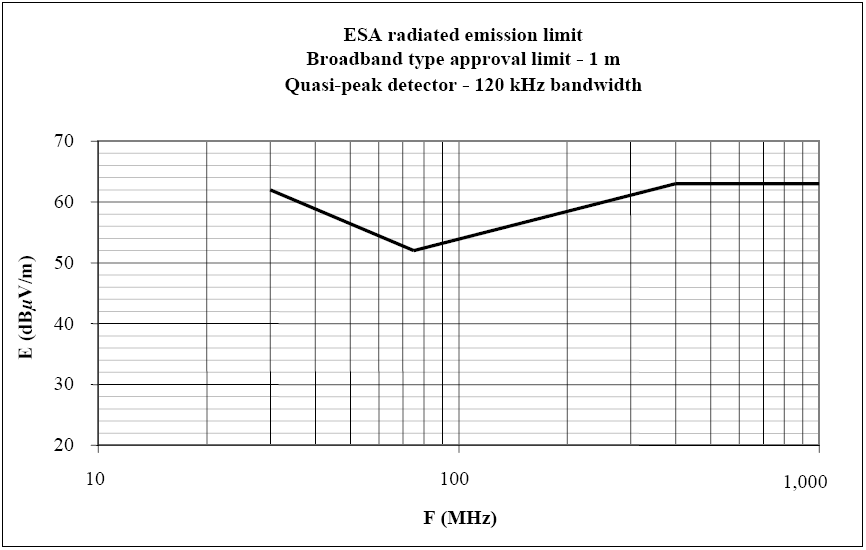 ESA radiated emission limit
Broadband type approval limit - 1 m
Quasi-peak detector - 120 kHz bandwidth
70
60
50
40
30
20
E (dBµV/m)
10
100
1,000
F (MHz)